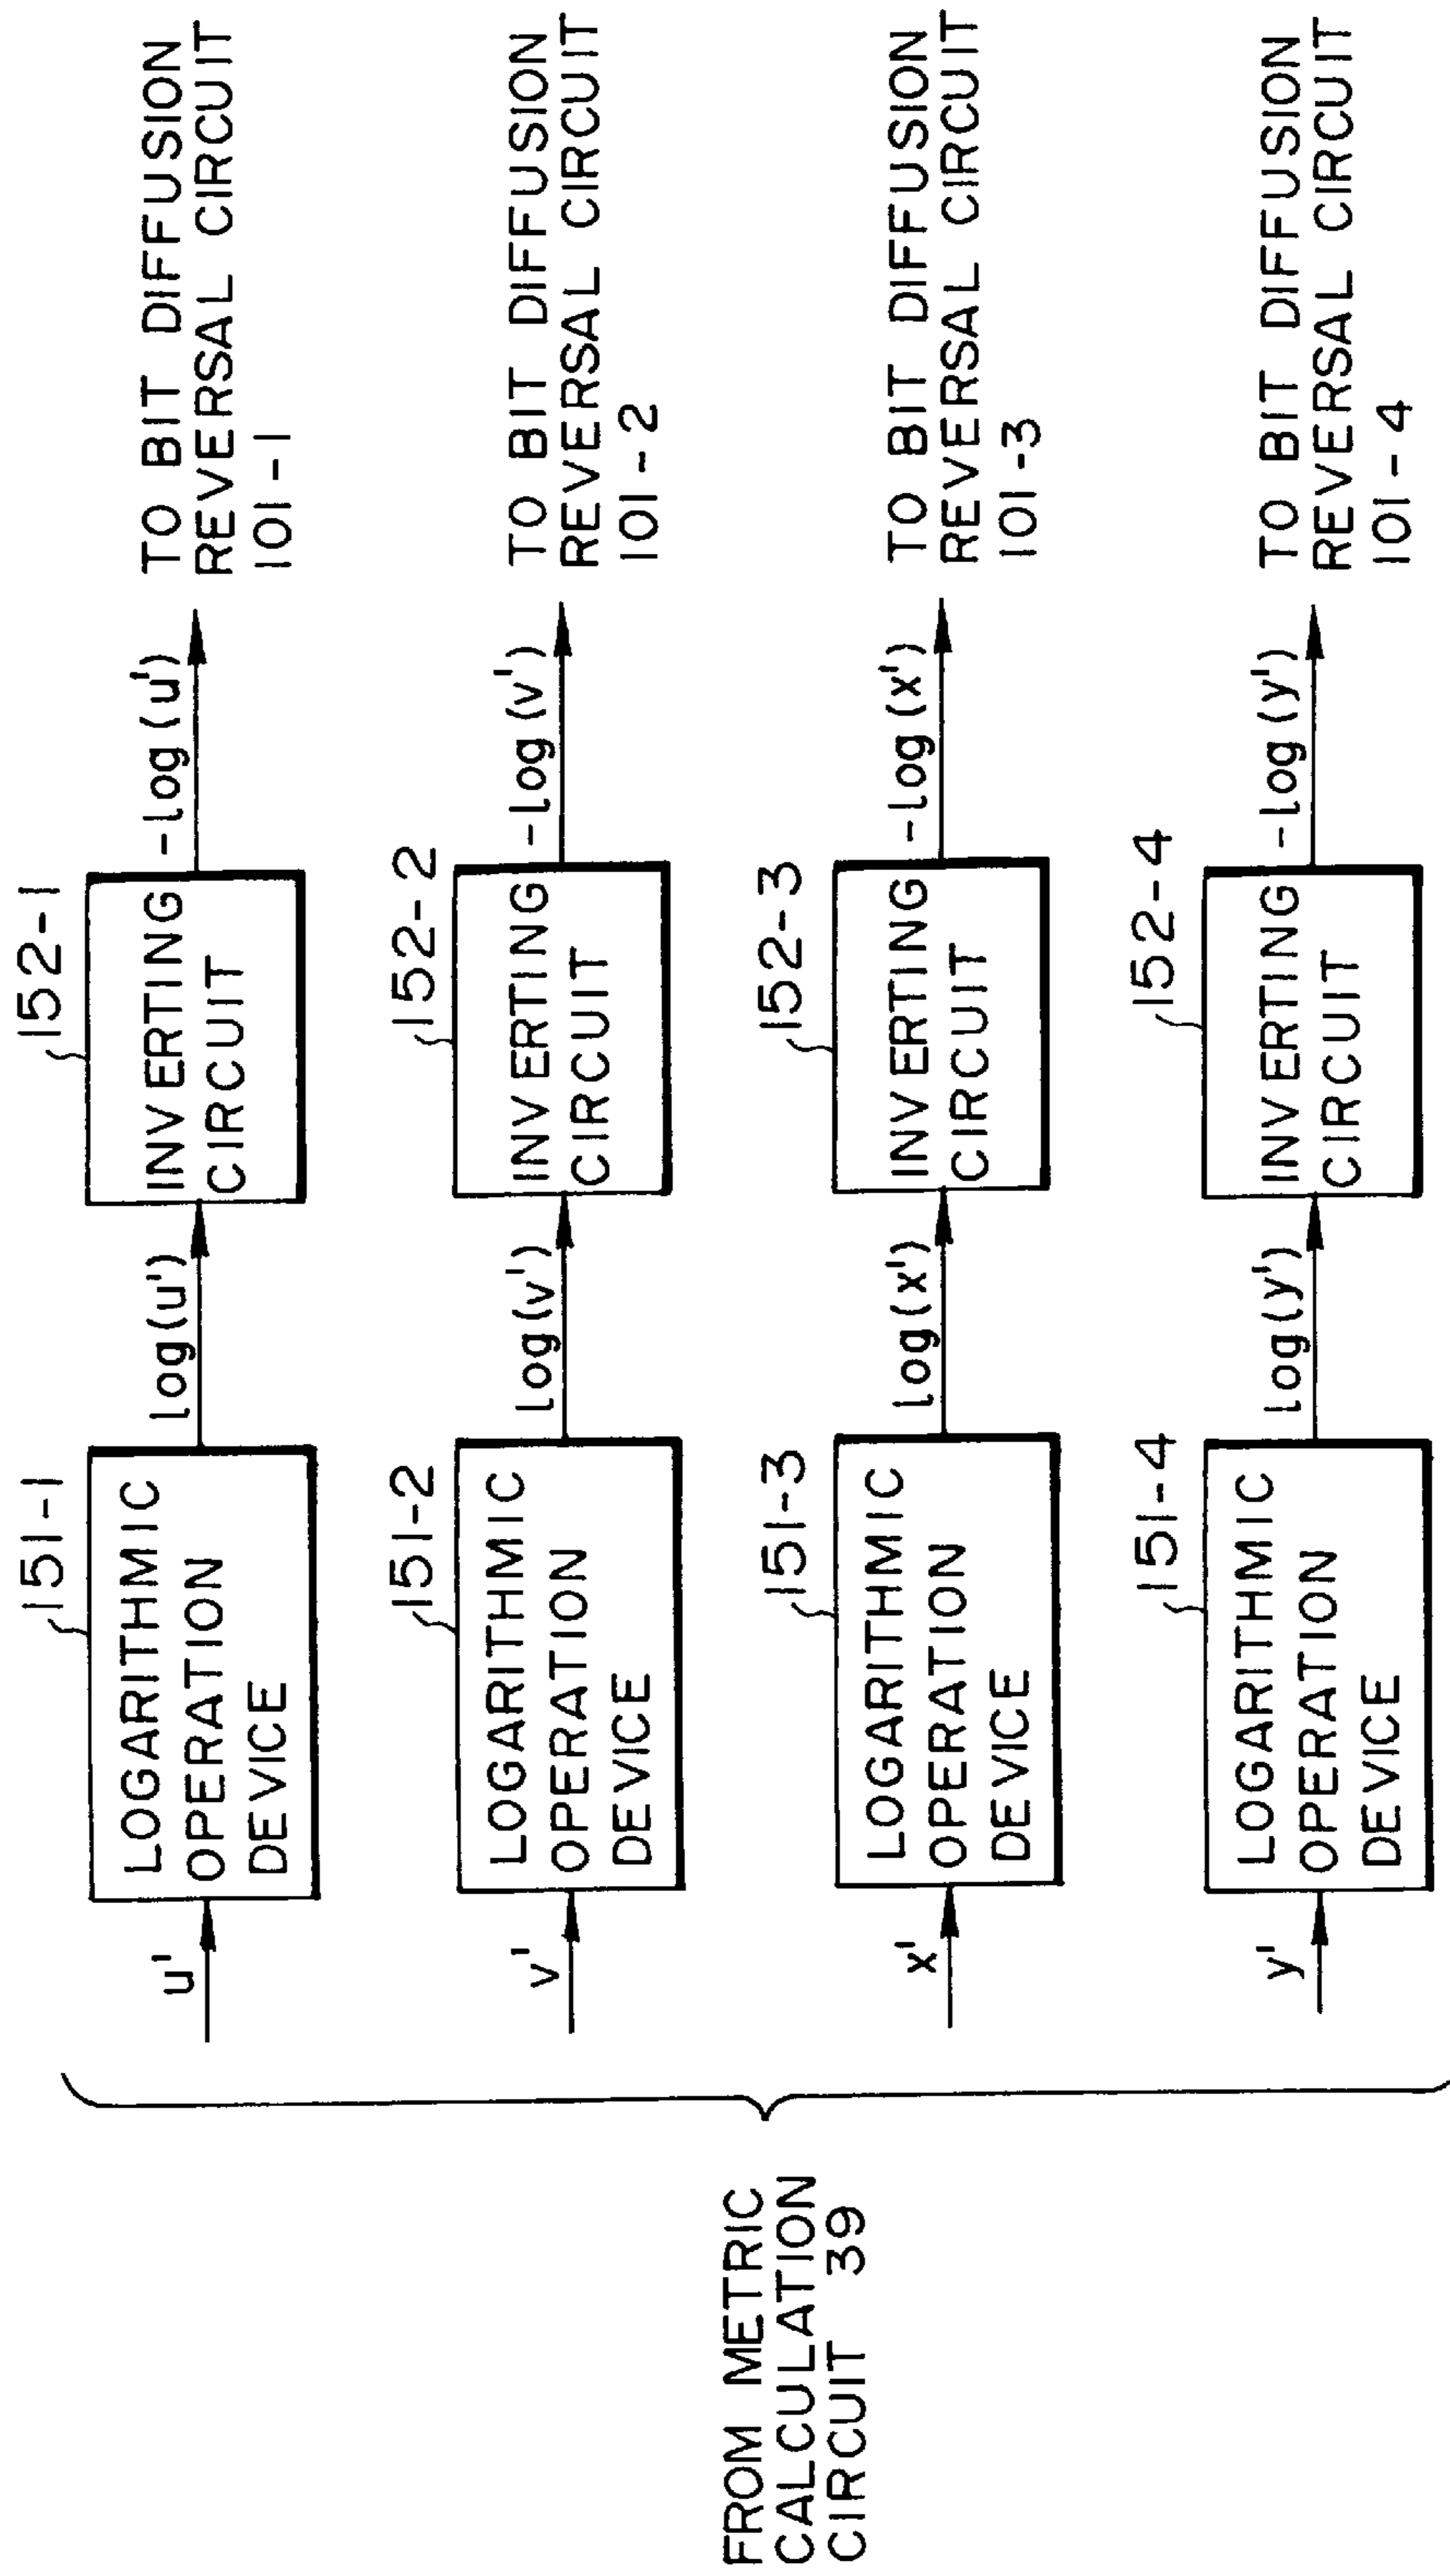 FROM METRIC
CALCULATION
CIRCUIT 39
u'
151-1
LOGARITHMIC
OPERATION
DEVICE
log(u')
152-1
INVERTING
CIRCUIT
-log(u')
TO BIT DIFFUSION
REVERSAL CIRCUIT
101-1
v'
151-2
LOGARITHMIC
OPERATION
DEVICE
log(v')
152-2
INVERTING
CIRCUIT
-log(v')
TO BIT DIFFUSION
REVERSAL CIRCUIT
101-2
x'
151-3
LOGARITHMIC
OPERATION
DEVICE
log(x')
152-3
INVERTING
CIRCUIT
-log(x')
TO BIT DIFFUSION
REVERSAL CIRCUIT
101-3
y'
151-4
LOGARITHMIC
OPERATION
DEVICE
log(y')
152-4
INVERTING
CIRCUIT
-log(y')
TO BIT DIFFUSION
REVERSAL CIRCUIT
101-4